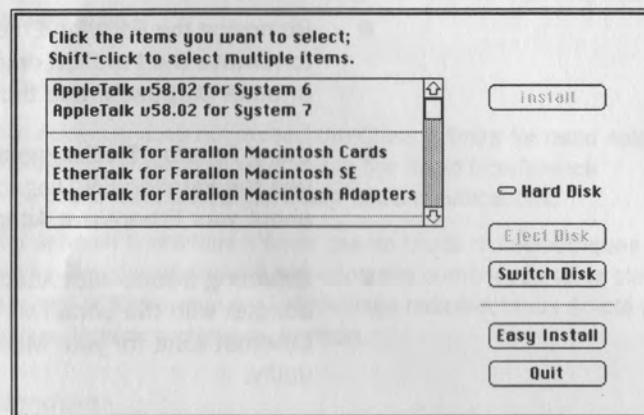 Click the items you want to select;
Shift-click to select multiple items.
AppleTalk v58.02 for System 6
AppleTalk v58.02 for System 7
EtherTalk for Farallon Macintosh Cards
EtherTalk for Farallon Macintosh SE
EtherTalk for Farallon Macintosh Adapters
Install
Hard Disk
Eject Disk
Switch Disk
Easy Install
Quit